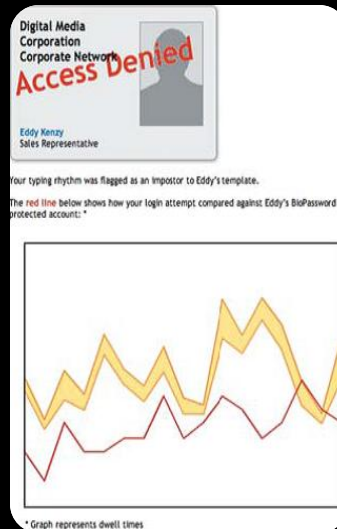 Digital Media
Corporation
Corporate Network
Access Denied
Eddy Kenzy
Sales Representative
Your typing rhythm was flagged as an impostor to Eddy's template.
The red line below shows how your login attempt compared against Eddy's BioPassword
protected account: *
* Graph represents dwell times